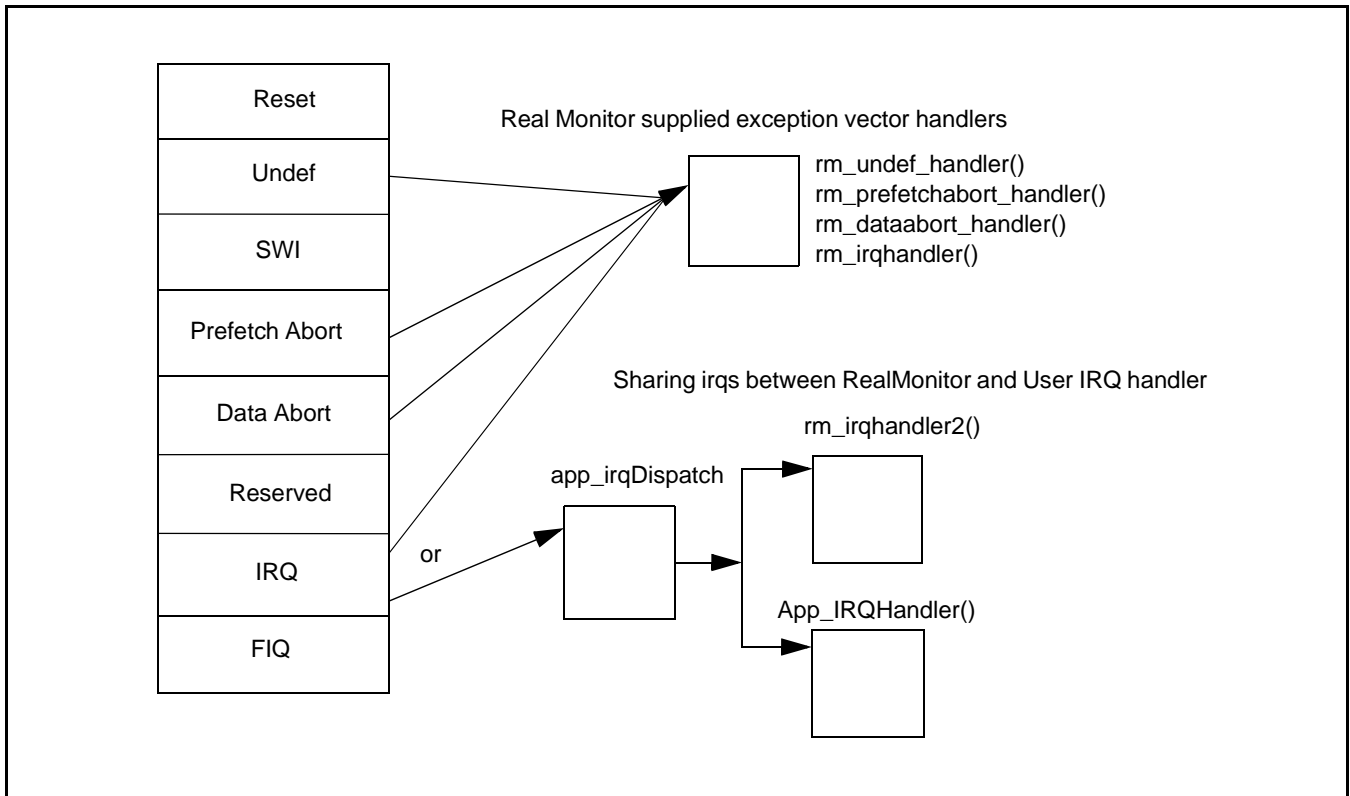 Reset
Undef
SWI
Prefetch Abort
Data Abort
Reserved
IRQ
FIQ
Real Monitor supplied exception vector handlers
rm_undef_handler()
rm_prefetchabort_handler()
rm_dataabort_handler()
rm_irqhandler()
Sharing irqs between RealMonitor and User IRQ handler
rm_irqhandler2()
app_irqDispatch
or
App_IRQHandler()